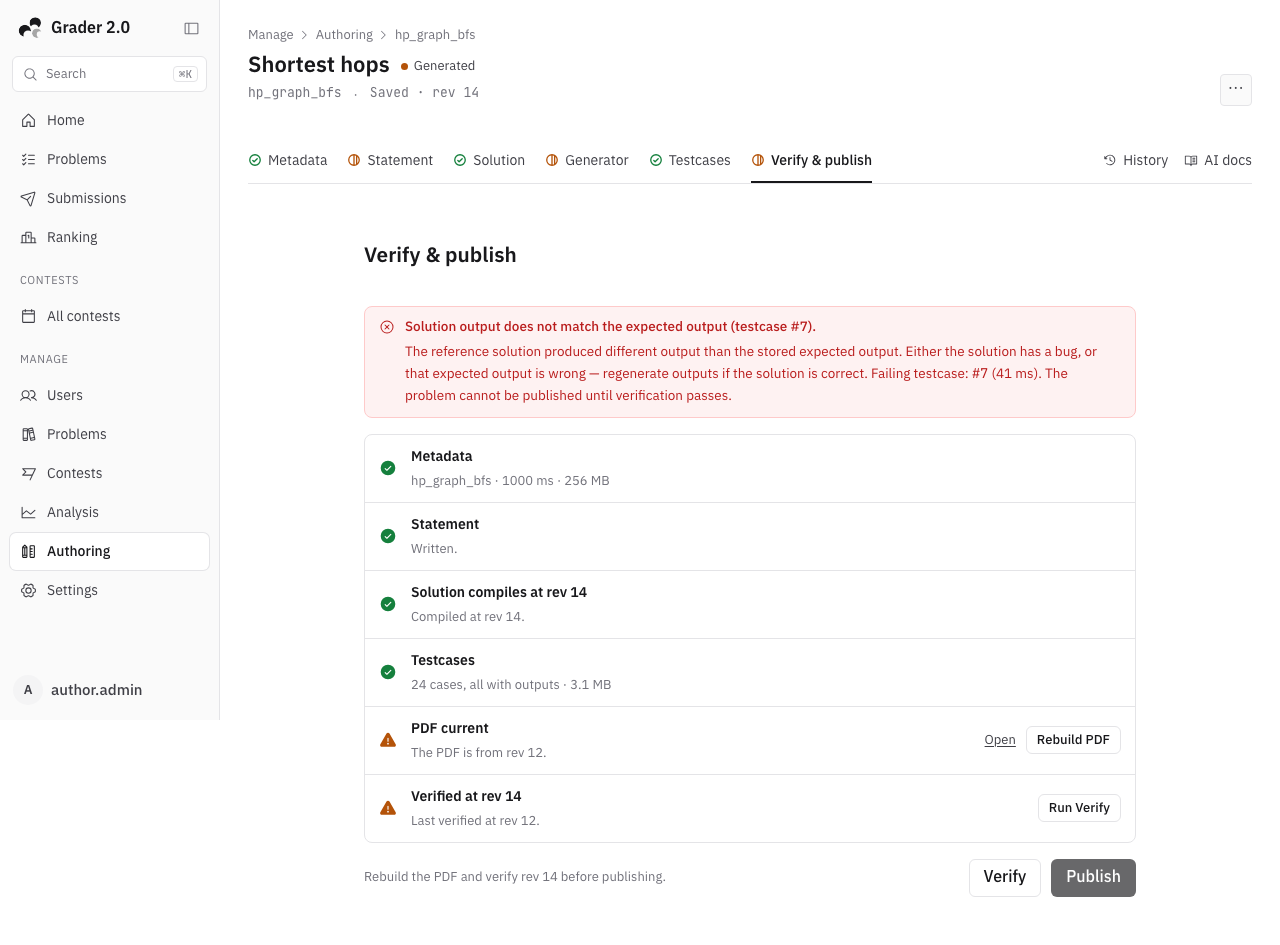 Grader 2.0
Search
⌘K
Home
Problems
Submissions
Ranking
CONTESTS
All contests
MANAGE
Users
Problems
Contests
Analysis
Authoring
Settings
A
author.admin
Manage > Authoring > hp_graph_bfs
Shortest hops
Generated
hp_graph_bfs . Saved · rev 14
...
Metadata
Statement
Solution
Generator
Testcases
Verify & publish
History
AI docs
Verify & publish
Solution output does not match the expected output (testcase #7).
The reference solution produced different output than the stored expected output. Either the solution has a bug, or
that expected output is wrong — regenerate outputs if the solution is correct. Failing testcase: #7 (41 ms). The
problem cannot be published until verification passes.
Metadata
hp_graph_bfs · 1000 ms · 256 MB
Statement
Written.
Solution compiles at rev 14
Compiled at rev 14.
Testcases
24 cases, all with outputs · 3.1 MB
PDF current
The PDF is from rev 12.
Open
Rebuild PDF
Verified at rev 14
Last verified at rev 12.
Run Verify
Rebuild the PDF and verify rev 14 before publishing.
Verify
Publish